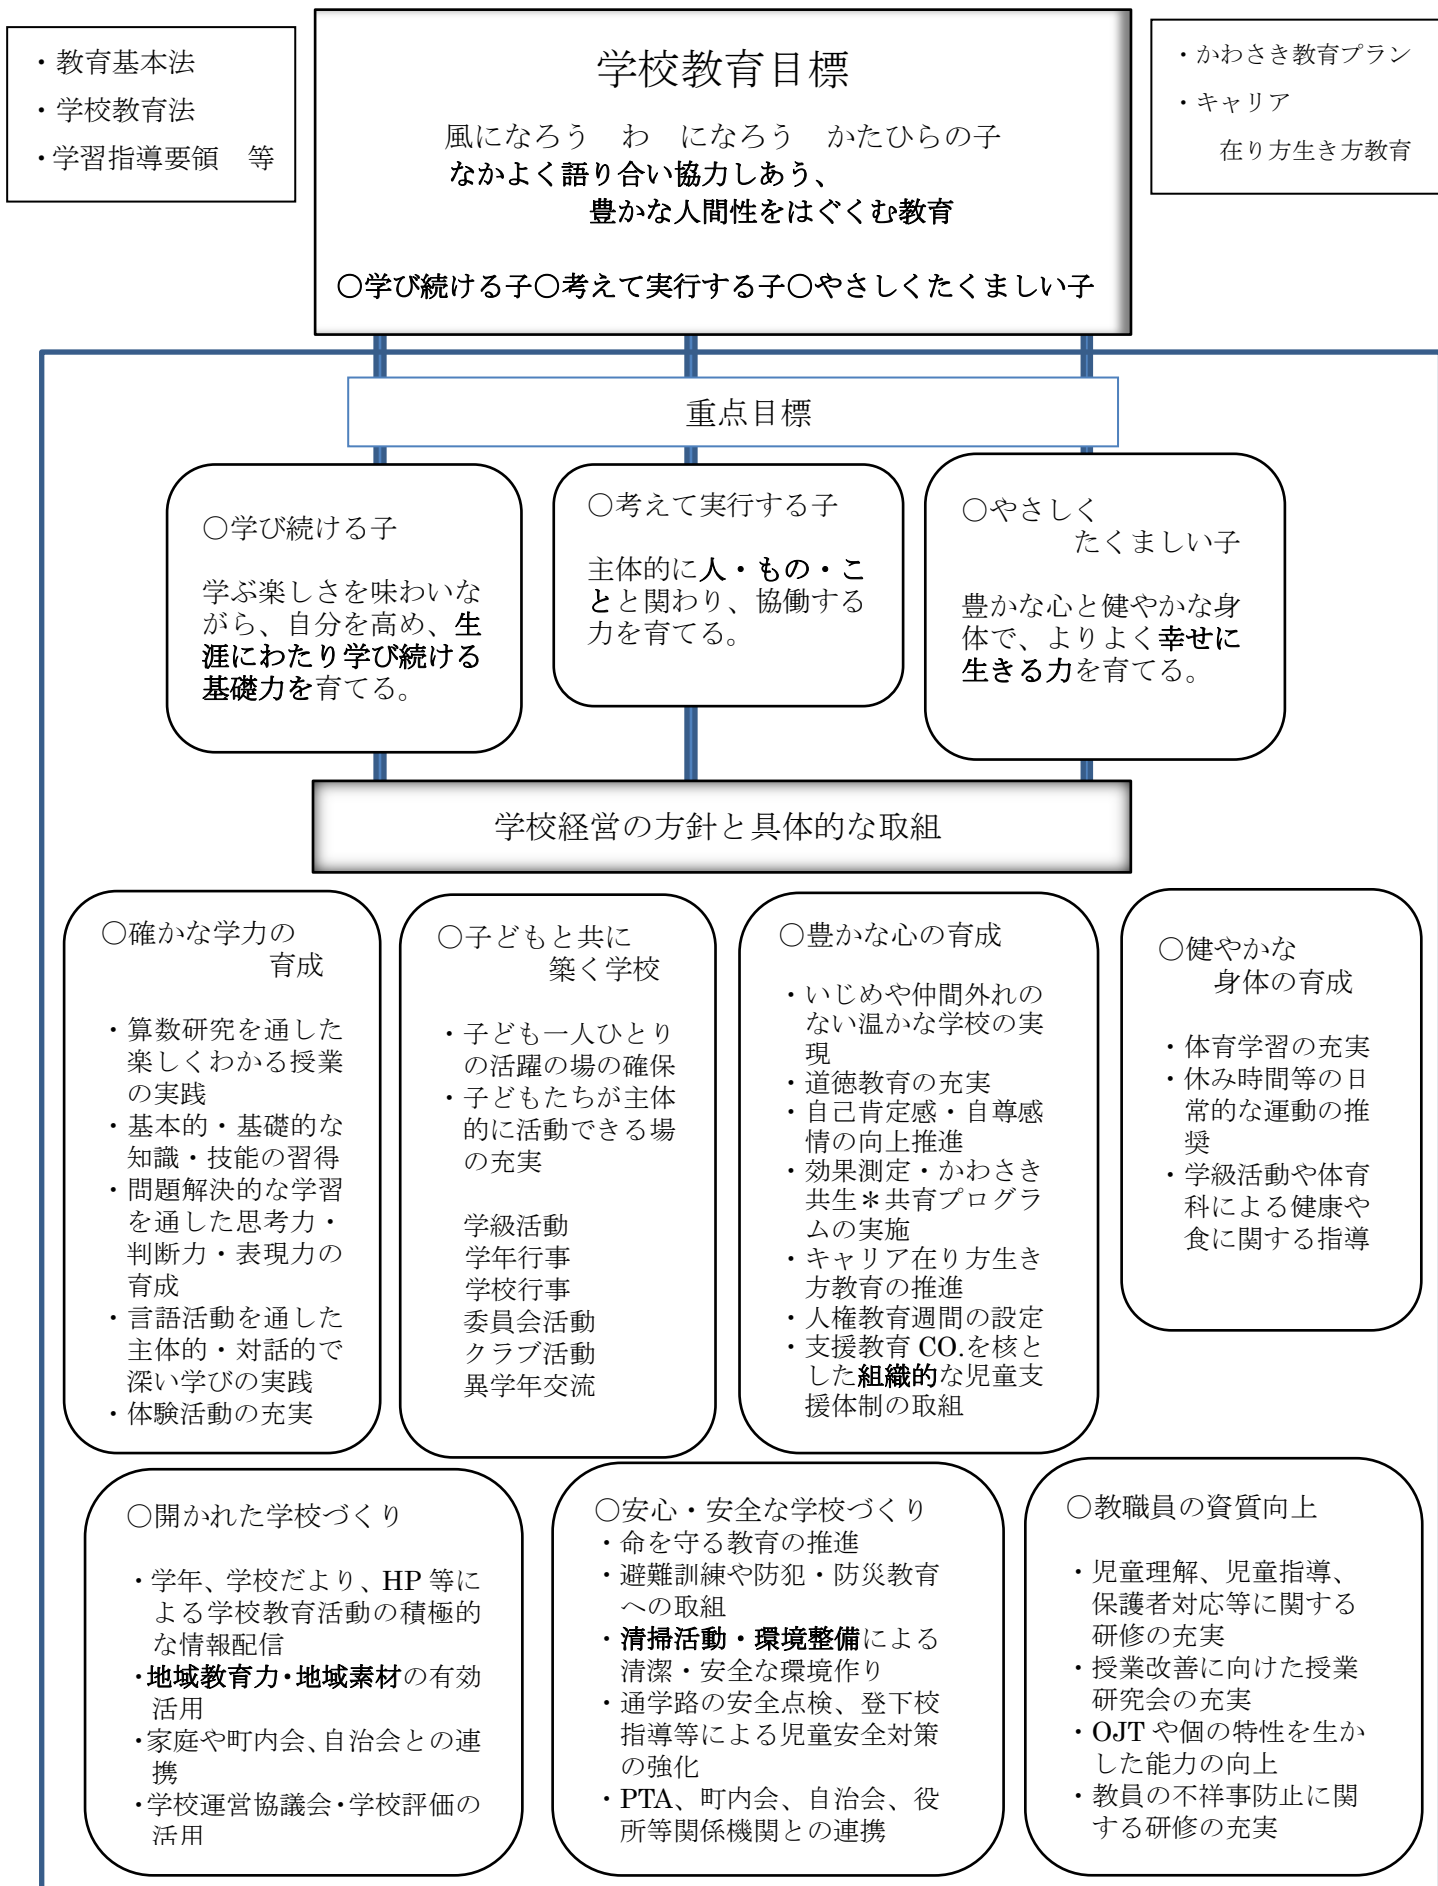 ・教育基本法
・学校教育法
・学習指導要領　等
学校教育目標
風になろう　わ　になろう　かたひらの子
なかよく語り合い協力しあう、
豊かな人間性をはぐくむ教育
○学び続ける子○考えて実行する子○やさしくたくましい子
・かわさき教育プラン
・キャリア
在り方生き方教育
重点目標
○学び続ける子
学ぶ楽しさを味わいな
がら、自分を高め、生
涯にわたり学び続ける
基礎力を育てる。
○考えて実行する子
主体的に人・もの・こ
とと関わり、協働する
力を育てる。
○やさしく
たくましい子
豊かな心と健やかな身
体で、よりよく幸せに
生きる力を育てる。
学校経営の方針と具体的な取組
○確かな学力の
育成
・算数研究を通した
楽しくわかる授業
の実践
・基本的・基礎的な
知識・技能の習得
・問題解決的な学習
を通した思考力・
判断力・表現力の
育成
・言語活動を通した
主体的・対話的で
深い学びの実践
・体験活動の充実
○子どもと共に
築く学校
・子ども一人ひとり
の活躍の場の確保
・子どもたちが主体
的に活動できる場
の充実
学級活動
学年行事
学校行事
委員会活動
クラブ活動
異学年交流
○豊かな心の育成
・いじめや仲間外れの
ない温かな学校の実
現
・道徳教育の充実
・自己肯定感・自尊感
情の向上推進
・効果測定・かわさき
共生＊共育プログラ
ムの実施
・キャリア在り方生き
方教育の推進
・人権教育週間の設定
・支援教育 CO.を核と
した組織的な児童支
援体制の取組
○健やかな
身体の育成
・体育学習の充実
・休み時間等の日
常的な運動の推
奨
・学級活動や体育
科による健康や
食に関する指導
○開かれた学校づくり
・学年、学校だより、HP 等に
よる学校教育活動の積極的
な情報配信
・地域教育力・地域素材の有効
活用
・家庭や町内会、自治会との連
携
・学校運営協議会・学校評価の
活用
○安心・安全な学校づくり
・命を守る教育の推進
・避難訓練や防犯・防災教育
への取組
・清掃活動・環境整備による
清潔・安全な環境作り
・通学路の安全点検、登下校
指導等による児童安全対策
の強化
・PTA、町内会、自治会、役
所等関係機関との連携
○教職員の資質向上
・児童理解、児童指導、
保護者対応等に関する
研修の充実
・授業改善に向けた授業
研究会の充実
・OJT や個の特性を生か
した能力の向上
・教員の不祥事防止に関
する研修の充実